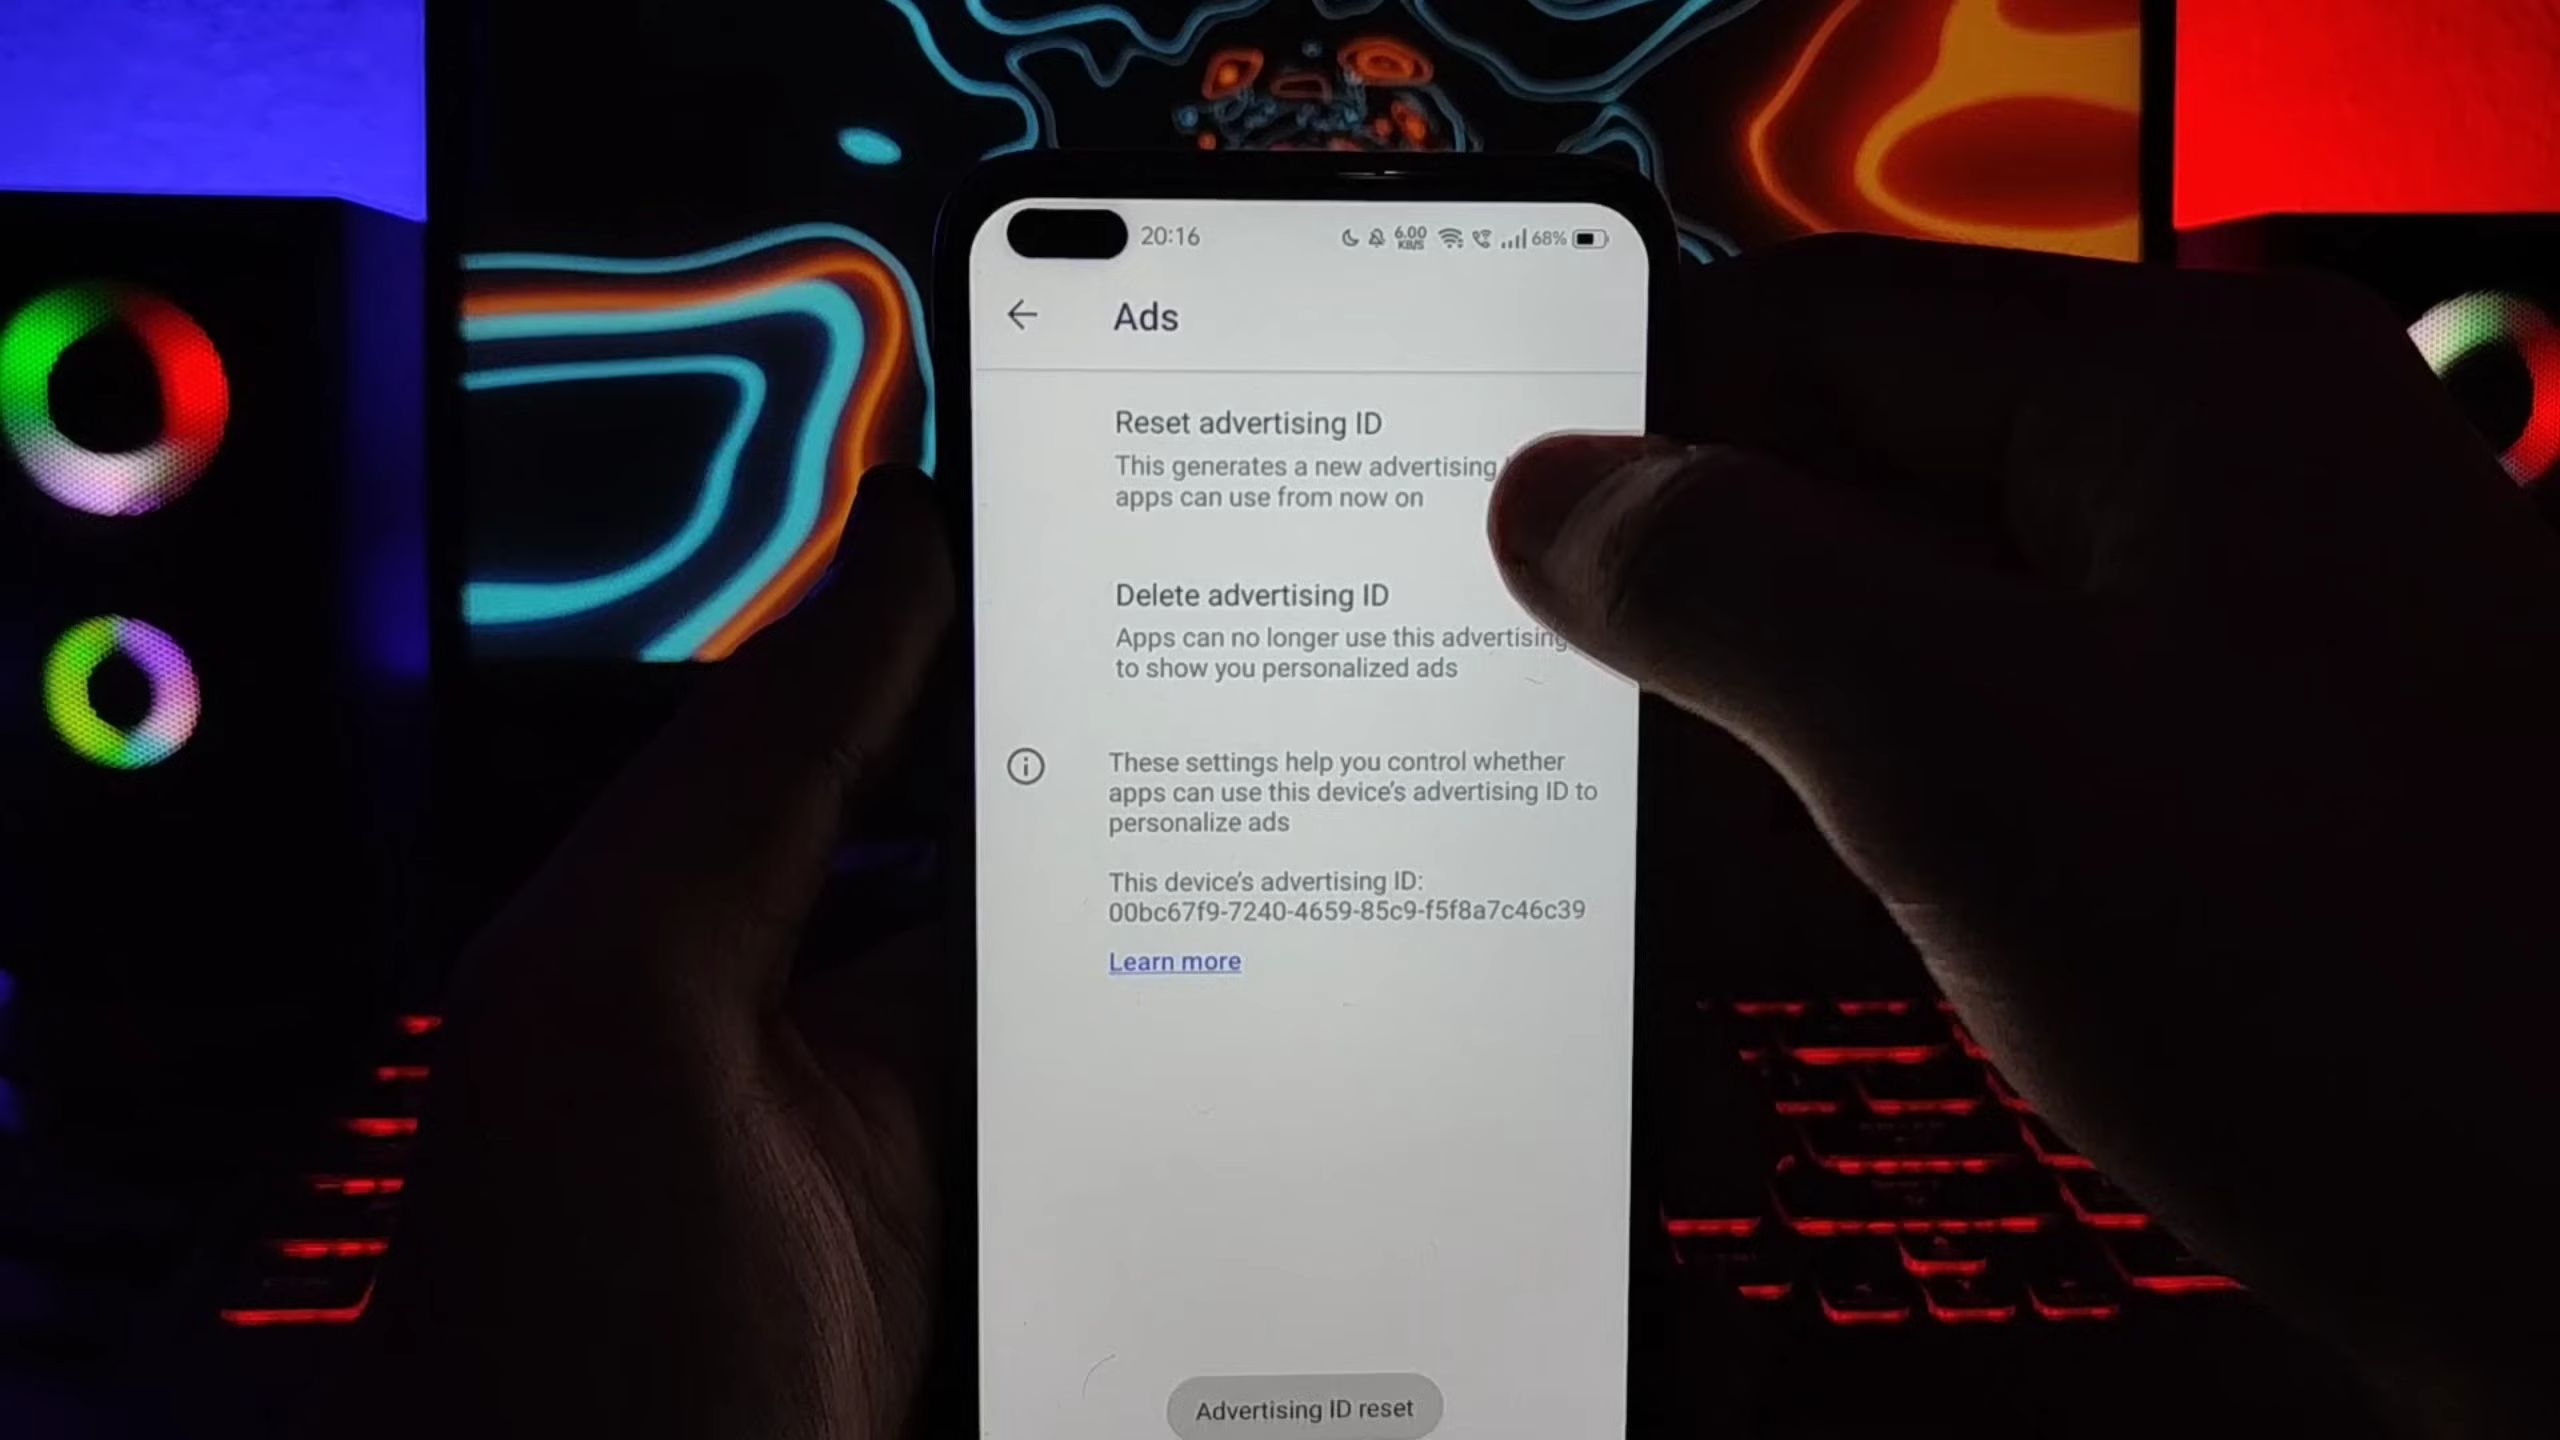 20:16
6.00
KB/S
68%
Ads
Reset advertising ID
This generates a new advertising
apps can use from now on
Delete advertising ID
Apps can no longer use this advertising
to show you personalized ads
These settings help you control whether
apps can use this device's advertising ID to
personalize ads
This device's advertising ID:
00bc67f9-7240-4659-85c9-f5f8a7c46c39
Learn more
Advertising ID reset